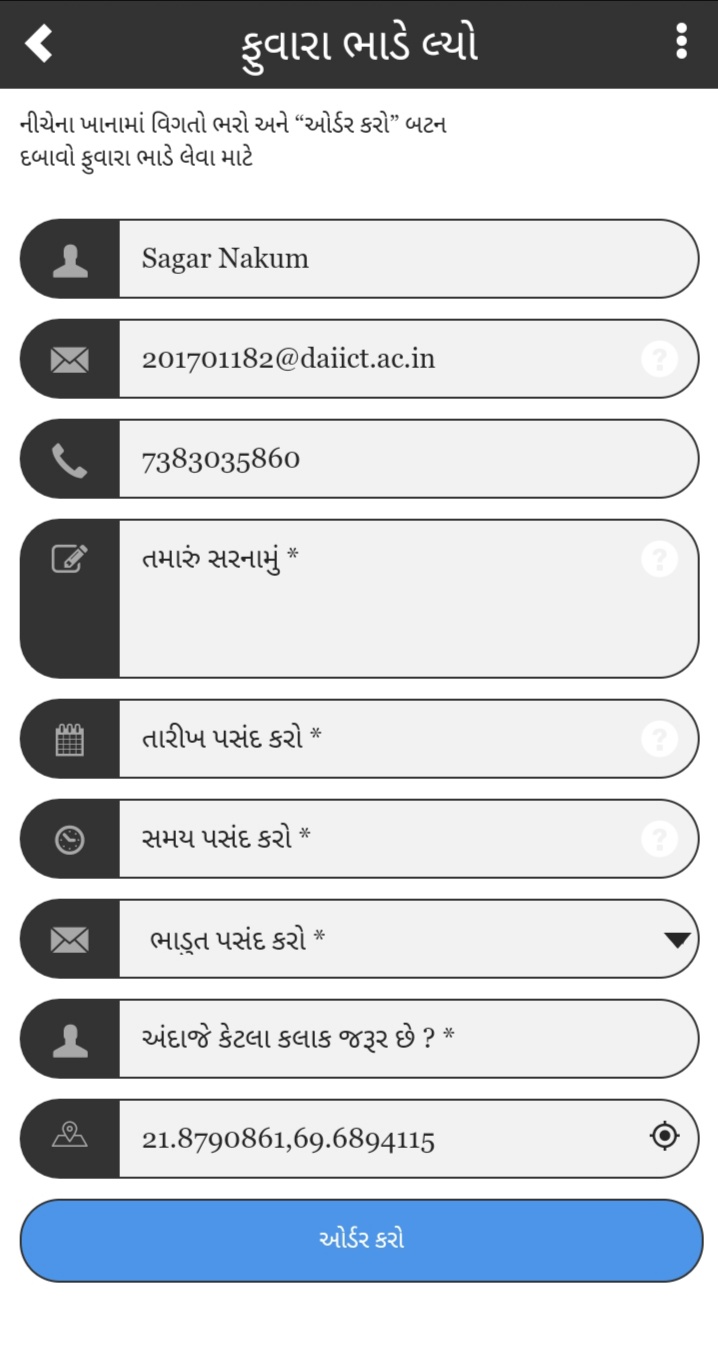 ફુવારા ભાડે લ્યો
નીચેના ખાનામાં વિગતો ભરો અને “ઓર્ડર કરો” બટન
દબાવો ફુવારા ભાડે લેવા માટે
Sagar Nakum
201701182@daiict.ac.in
?
7383035860
તમારું સરનામું *
?
તારીખ પસંદ કરો *
?
સમય પસંદ કરો *
?
ભાડૂત પસંદ કરો *
અંદાજે કેટલા કલાક જરૂર છે ? *
21.8790861,69.6894115
ઓર્ડર કરો